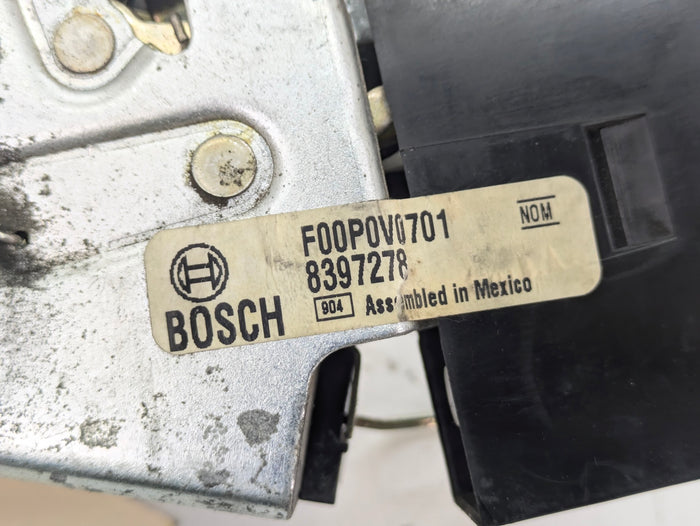 F00P0V0701
NOM
8397278
904 Assembled in Mexico
BOSCH